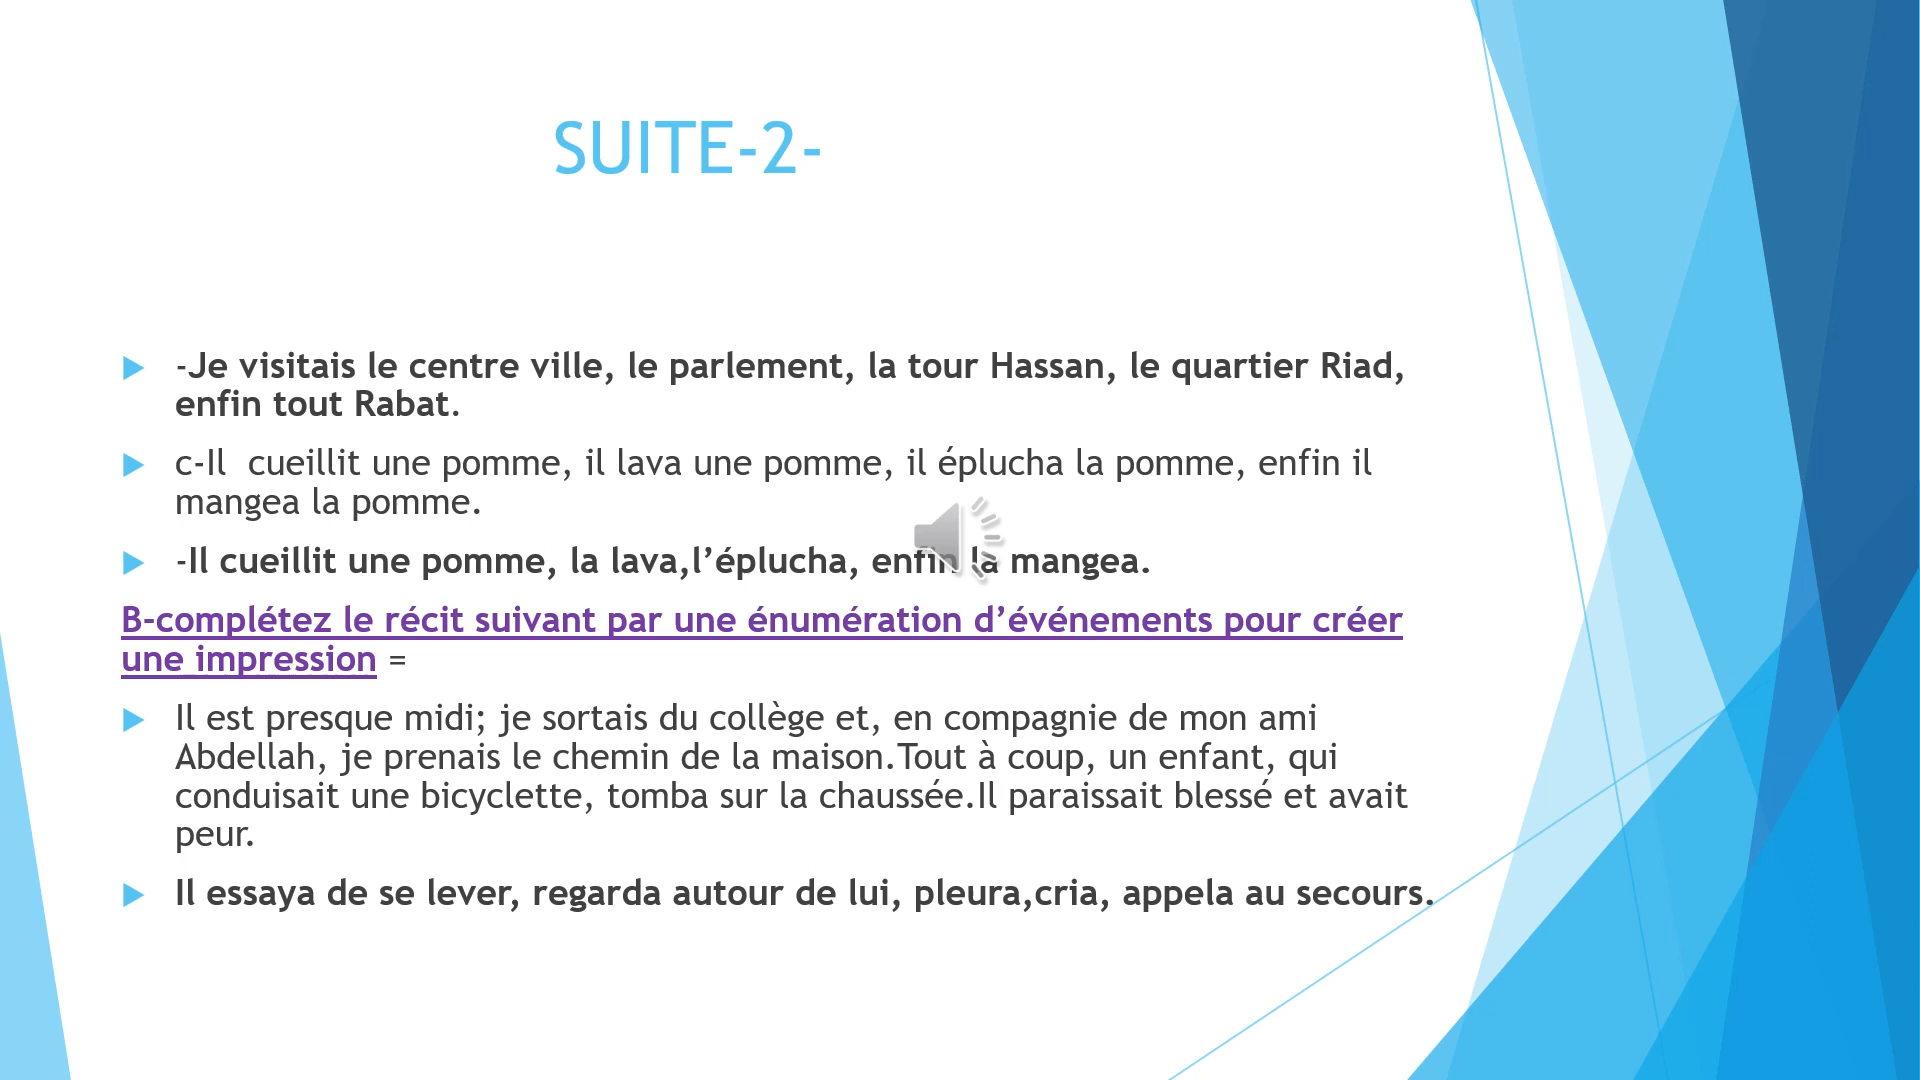 SUITE-2-
-Je visitais le centre ville, le parlement, la tour Hassan, le quartier Riad,
enfin tout Rabat.
c-Il  cueillit une pomme, il lava une pomme, il éplucha la pomme, enfin il
mangea la pomme.
-Il cueillit une pomme, la lava,l’éplucha, enfin la mangea.
B-complétez le récit suivant par une énumération d’événements pour créer
une impression =
Il est presque midi; je sortais du collège et, en compagnie de mon ami
Abdellah, je prenais le chemin de la maison.Tout à coup, un enfant, qui
conduisait une bicyclette, tomba sur la chaussée.Il paraissait blessé et avait
peur.
Il essaya de se lever, regarda autour de lui, pleura,cria, appela au secours.